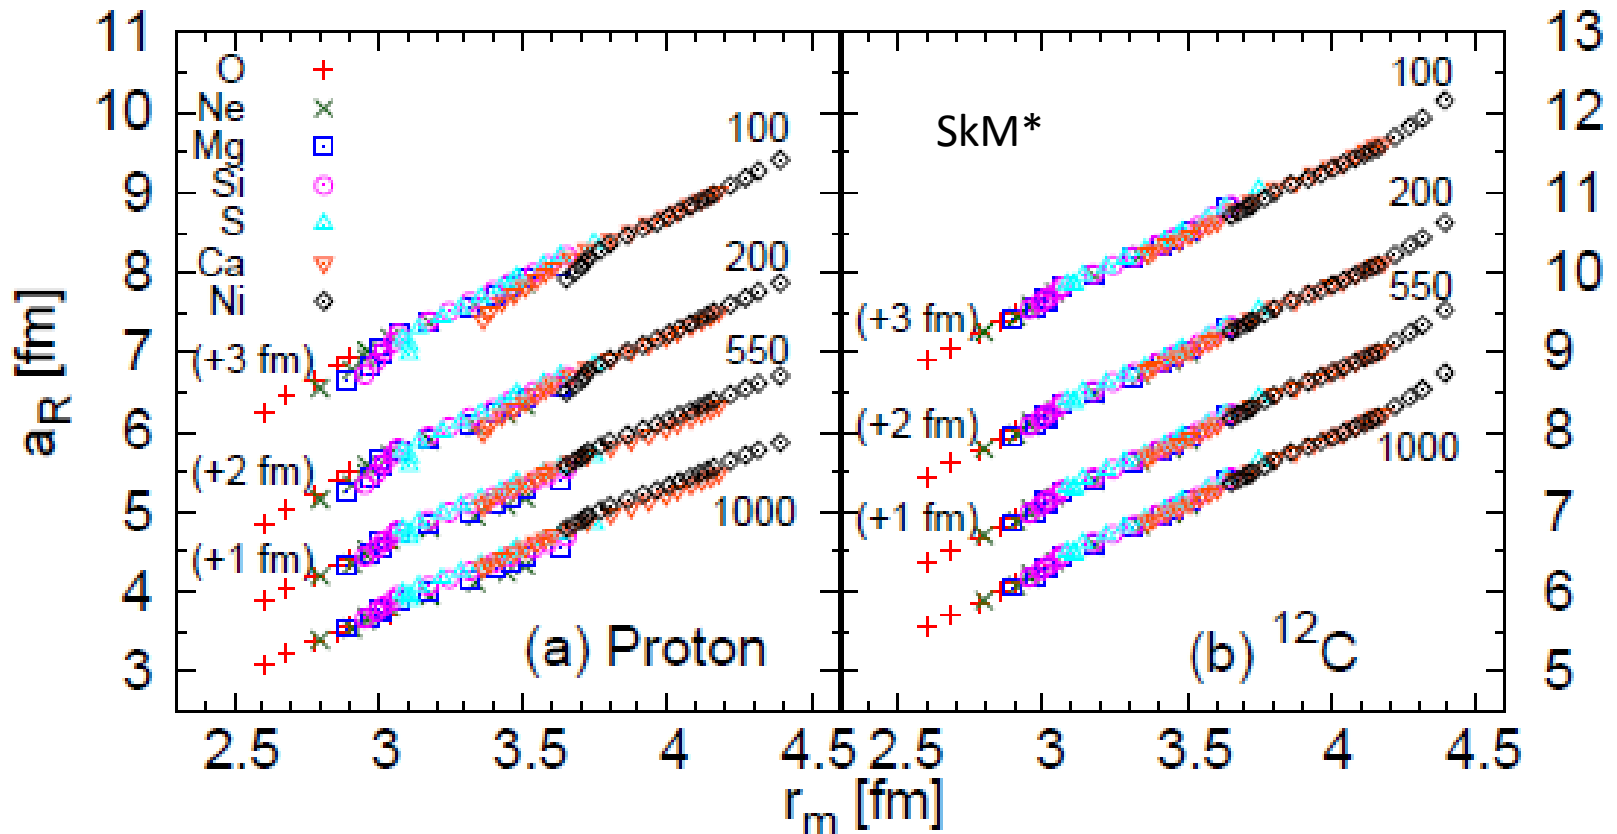 11
10
9
8
7
6
5
4
3
a_R [fm]
O
Ne
Mg
Si
S
Ca
Ni
100
200
550
1000
(+3 fm)
(+2 fm)
(+1 fm)
(a) Proton
2.5
3
3.5
4
4.5
SkM*
100
200
550
1000
(+3 fm)
(+2 fm)
(+1 fm)
(b) ¹²C
2.5
3
3.5
4
4.5
13
12
11
10
9
8
7
6
5
r_m [fm]